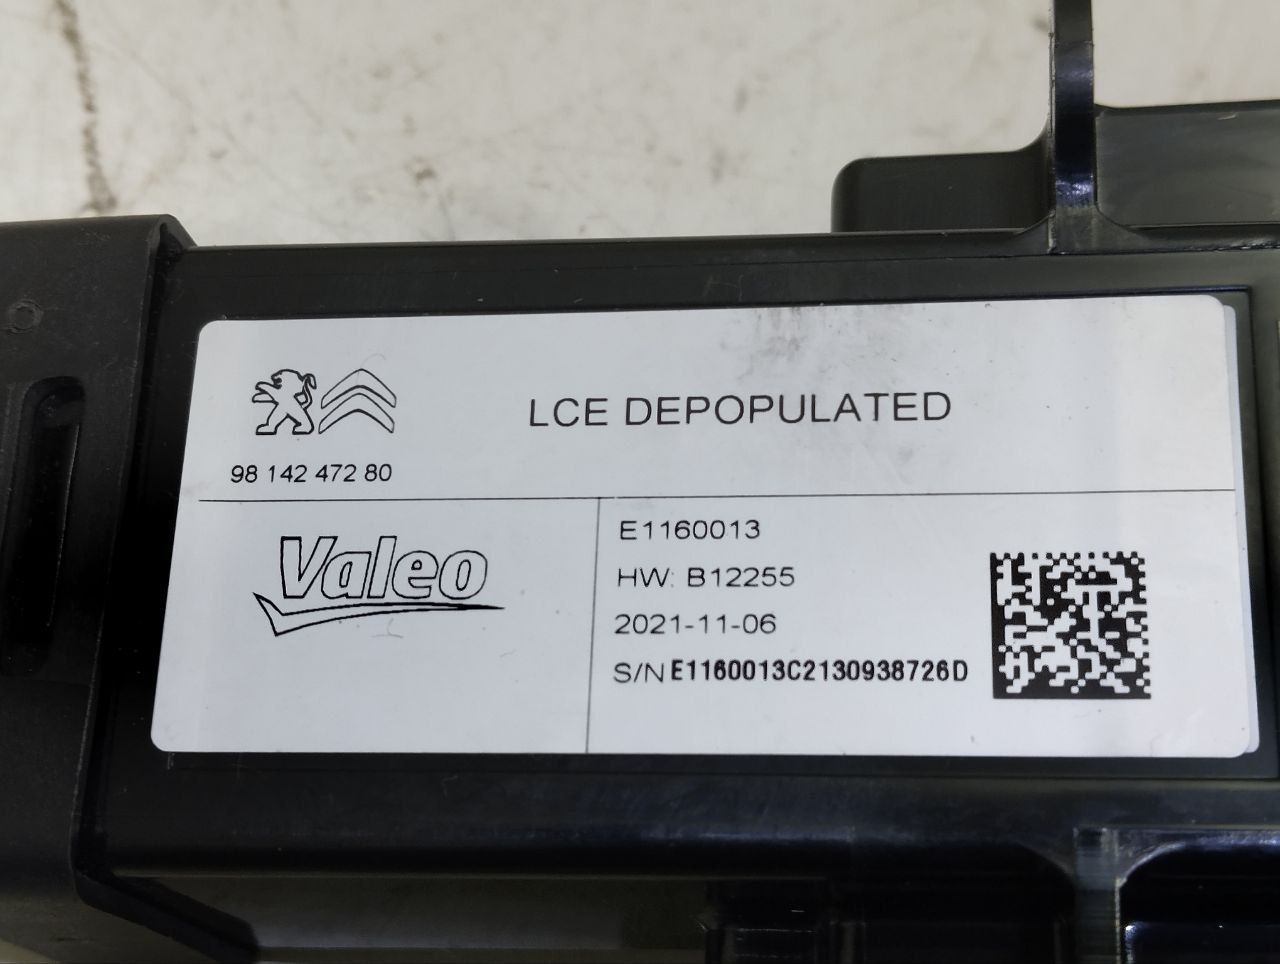 LCE DEPOPULATED
98 142 472 80
Valeo
E1160013
HW: B12255
2021-11-06
S/N E1160013C2130938726D